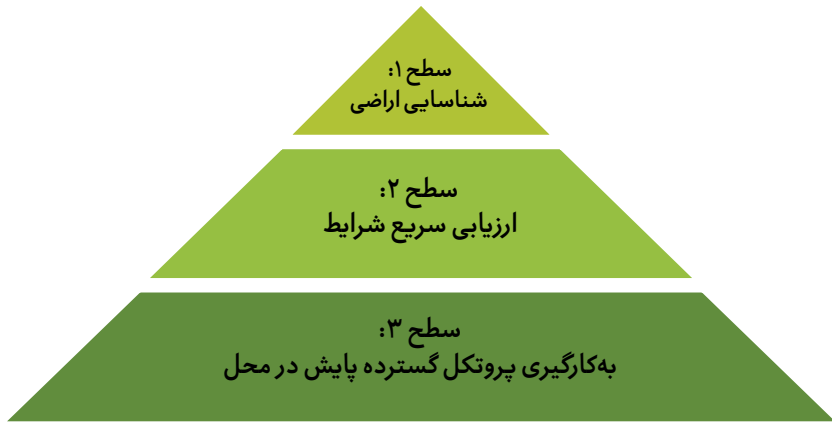 سطح ۱:
شناسایی اراضی
سطح ۲:
ارزیابی سریع شرایط
سطح ۳:
به‌کارگیری پروتکل گسترده پایش در محل